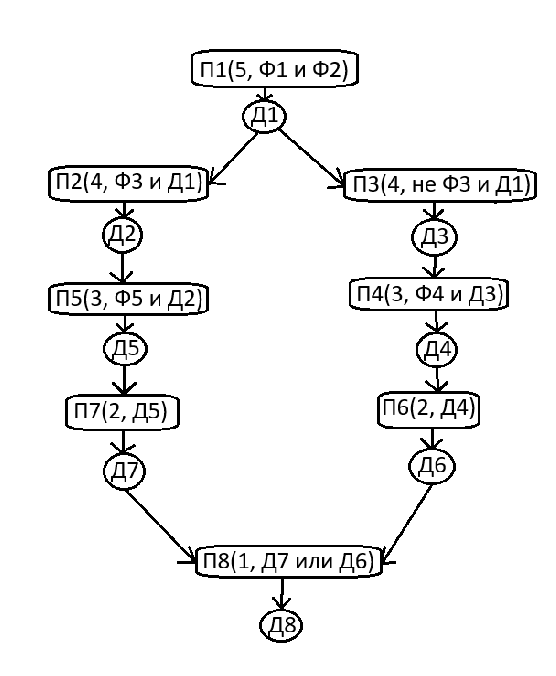 П1(5, Ф1 и Ф2)
Д1
П2(4, Ф3 и Д1)
П3(4, не Ф3 и Д1)
Д2
Д3
П5(3, Ф5 и Д2)
П4(3, Ф4 и Д3)
Д5
Д4
П7(2, Д5)
П6(2, Д4)
Д7
Д6
П8(1, Д7 или Д6)
Д8